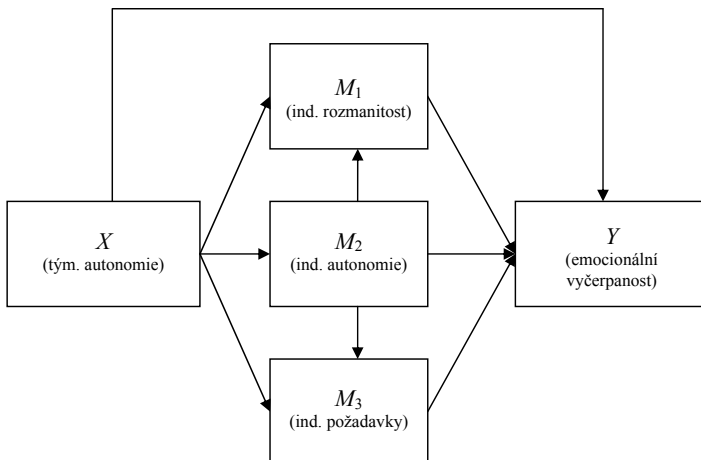 M1
(ind. rozmanitost)
X
(tým. autonomie)
M2
(ind. autonomie)
Y
(emocionální
vyčerpanost)
M3
(ind. požadavky)